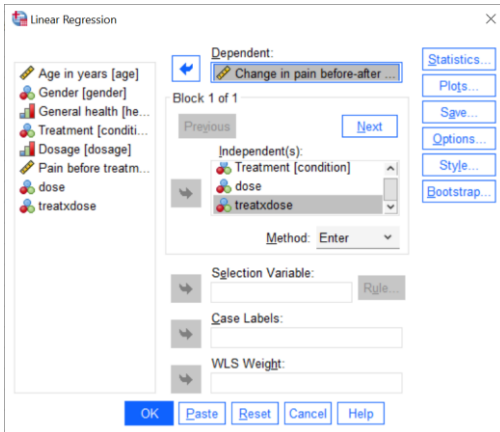 Linear Regression
Age in years [age]
Gender [gender]
General health [he...
Treatment [conditi...
Dosage [dosage]
Pain before treatm...
dose
treatxdose
Dependent:
Change in pain before-after ...
Block 1 of 1
Previous
Next
Independent(s):
Treatment [condition]
dose
treatxdose
Method: Enter
Selection Variable:
Rule...
Case Labels:
WLS Weight:
Statistics...
Plots...
Save...
Options...
Style...
Bootstrap...
OK Paste Reset Cancel Help